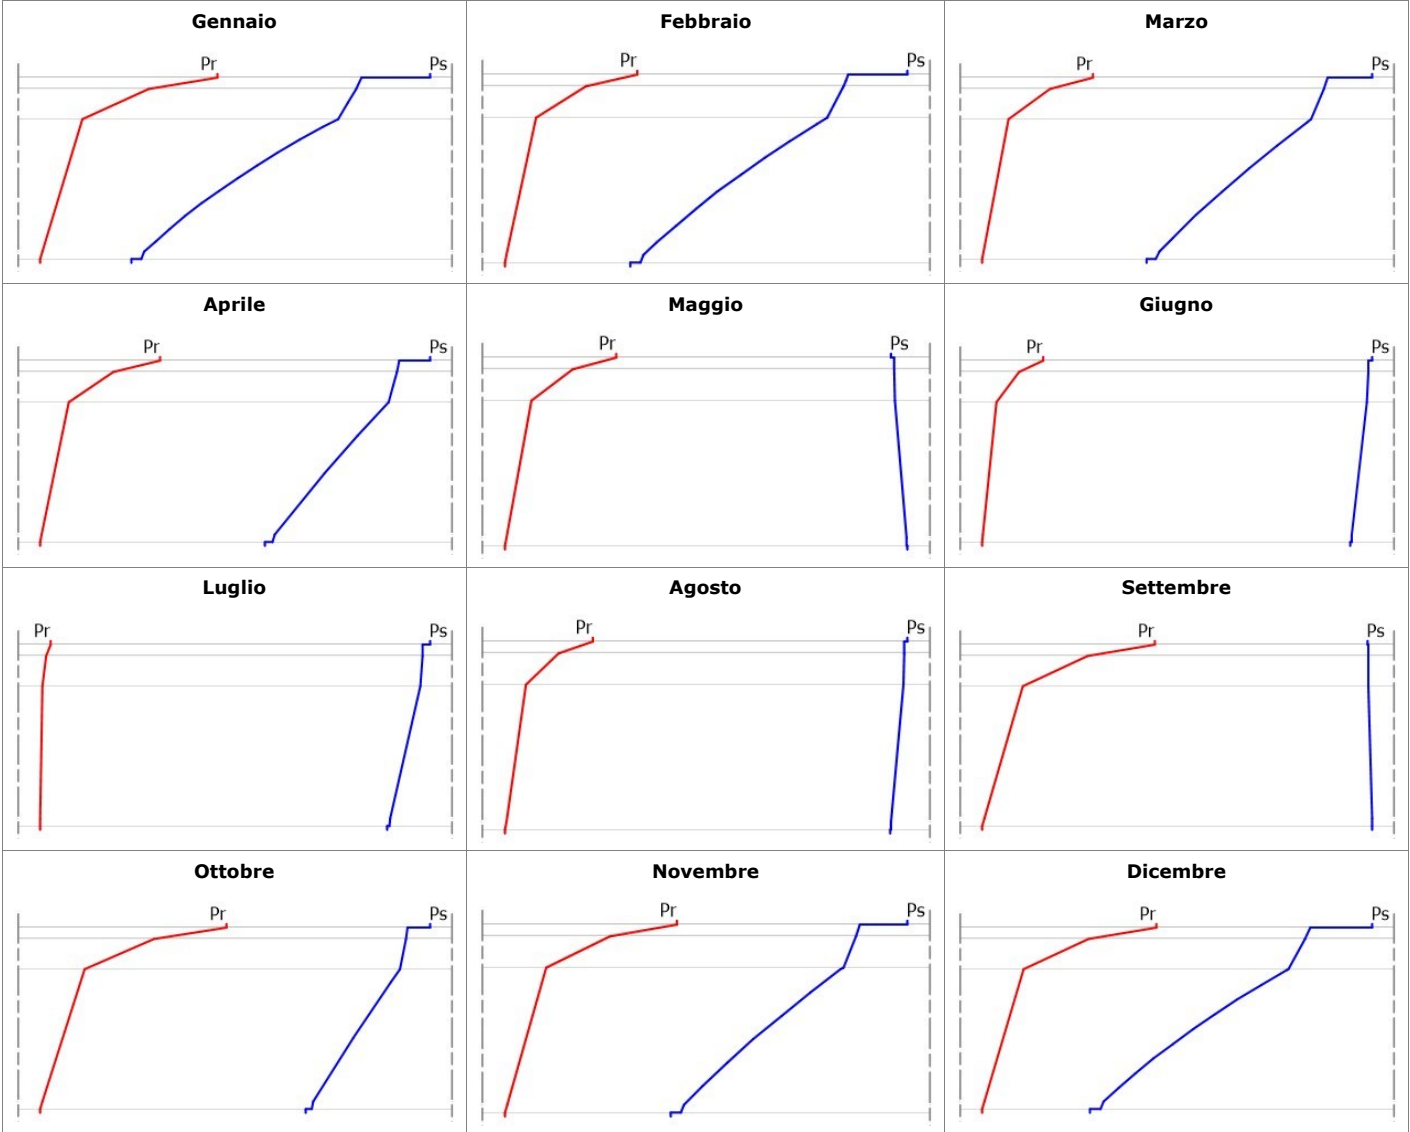 Gennaio
Febbraio
Marzo
Pr
Ps
Pr
Ps
Pr
Ps
Aprile
Maggio
Giugno
Pr
Ps
Pr
Ps
Pr
Ps
Luglio
Agosto
Settembre
Pr
Ps
Pr
Ps
Pr
Ps
Ottobre
Novembre
Dicembre
Pr
Ps
Pr
Ps
Pr
Ps